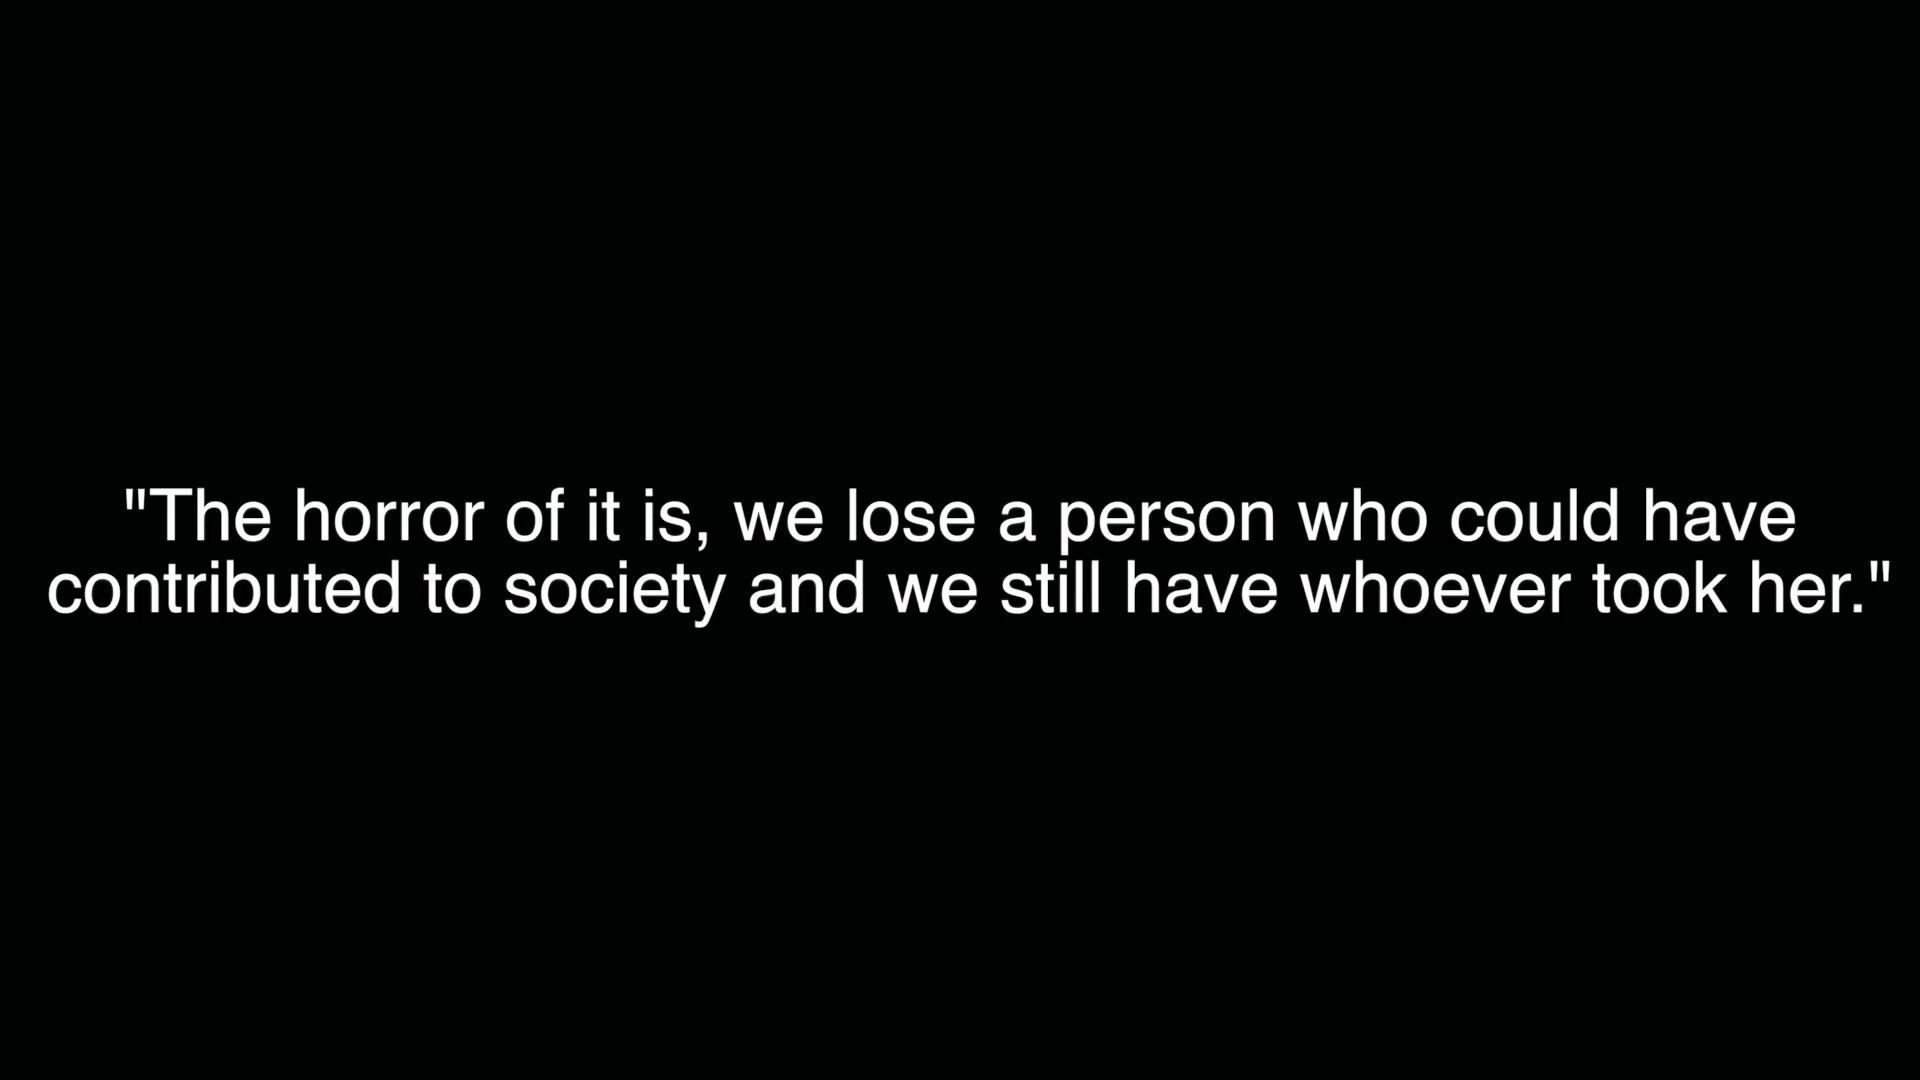 "The horror of it is, we lose a person who could have
contributed to society and we still have whoever took her."